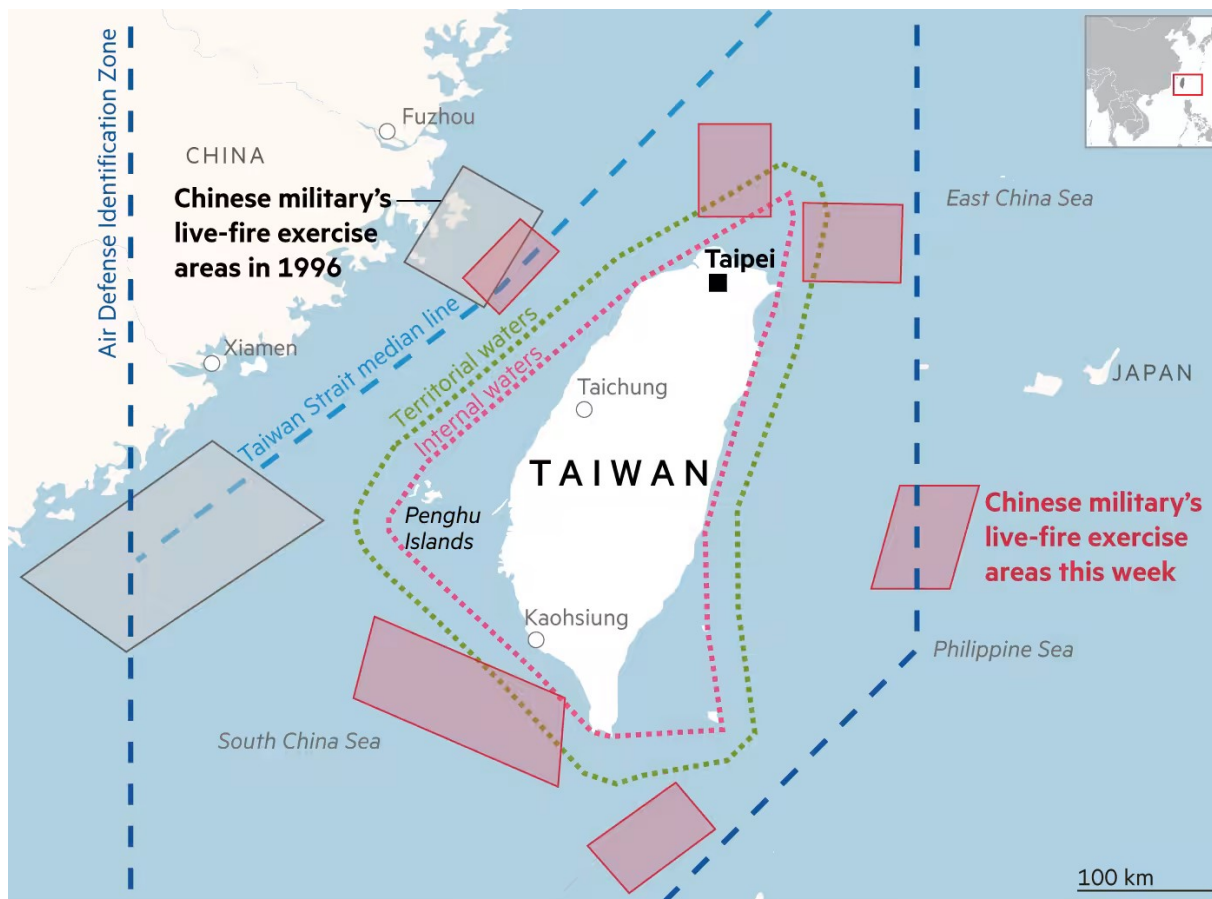 Air Defense Identification Zone
Fuzhou
CHINA
Chinese military's
live-fire exercise
areas in 1996
East China Sea
Taipei
Xiamen
Taiwan Strait median line
Territorial waters
Internal waters
Taichung
JAPAN
TAIWAN
Penghu
Islands
Chinese military's
live-fire exercise
areas this week
Kaohsiung
Philippine Sea
South China Sea
100 km